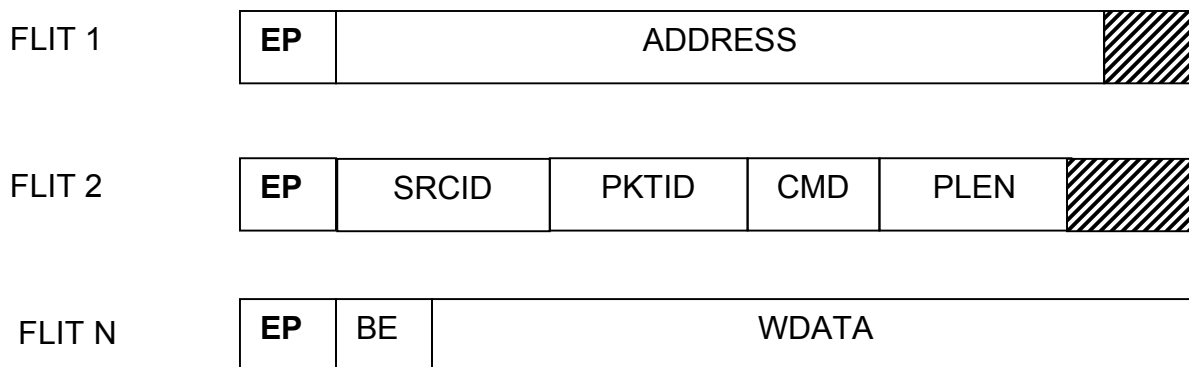 FLIT 1 EP ADDRESS
FLIT 2 EP SRCID PKTID CMD PLEN
FLIT N EP BE WDATA